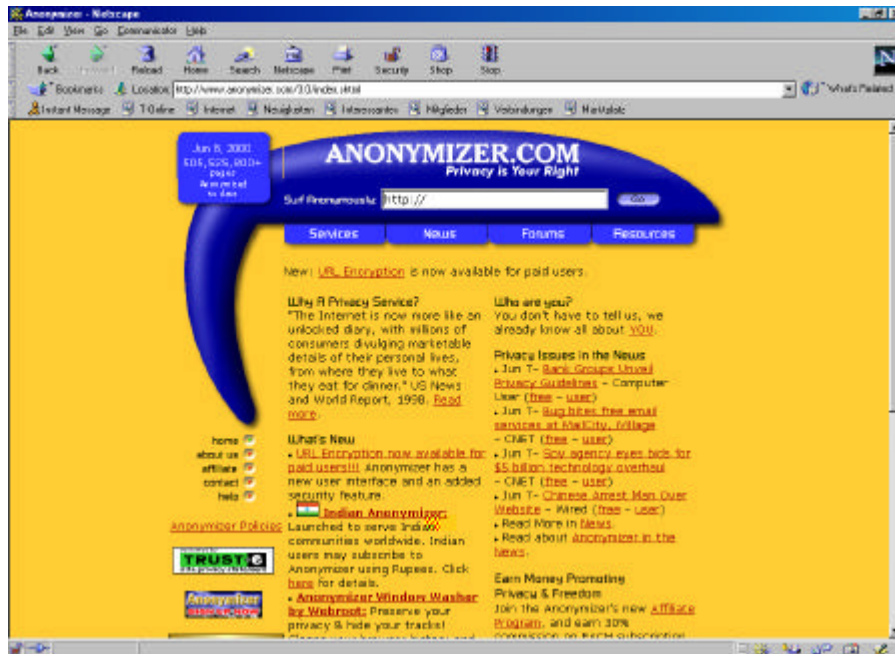 Anonymizer - Netscape
File Edit View Go Communicator Help
Back Forward Reload Home Search Netscape Print Security Shop Stop
Bookmarks Location: http://www.anonymizer.com/3.0/index.shtml What's Related
Instant Message T-Online Internet Neuigkeiten Interessantes Mitglieder Verbindungen Marktplatz
Jun 8, 2000
pages
Anonymized
to date
ANONYMIZER.COM
Privacy is Your Right
Surf Anonymously: http:// Go
Services News Forums Resources
New: URL Encryption is now available for paid users.
Why A Privacy Service?
"The Internet is now more like an
unlocked diary, with millions of
consumers divulging marketable
details of their personal lives,
from where they live to what
they eat for dinner." US News
and World Report, 1998. Read
more.
What's New
• URL Encryption now available for
paid users!!! Anonymizer has a
new user interface and an added
security feature.
• Indian Anonymizer:
Launched to serve Indian
communities worldwide. Indian
users may subscribe to
Anonymizer using Rupees. Click
here for details.
• Anonymizer Window Washer
by Webroot: Preserve your
privacy & hide your tracks!
Who are you?
You don't have to tell us, we
already know all about YOU.
Privacy Issues in the News
• Jun 7- Bank Groups Unveil
Privacy Guidelines - Computer
User (free - user)
• Jun 7- Bug bites free email
services at MailCity, iVillage
- CNET (free - user)
• Jun 7- Spy agency eyes bids for
$5 billion technology overhaul
- CNET (free - user)
• Jun 7- Chinese Arrest Man Over
Website - Wired (free - user)
• Read More in News.
• Read about Anonymizer in the
news.
Earn Money Promoting
Privacy & Freedom
Join the Anonymizer's new Affiliate
Program, and earn 30%
commission on EACH subscription
home
about us
affiliate
contact
help
Anonymizer Policies
TRUSTe
site privacy statement
Anonymizer